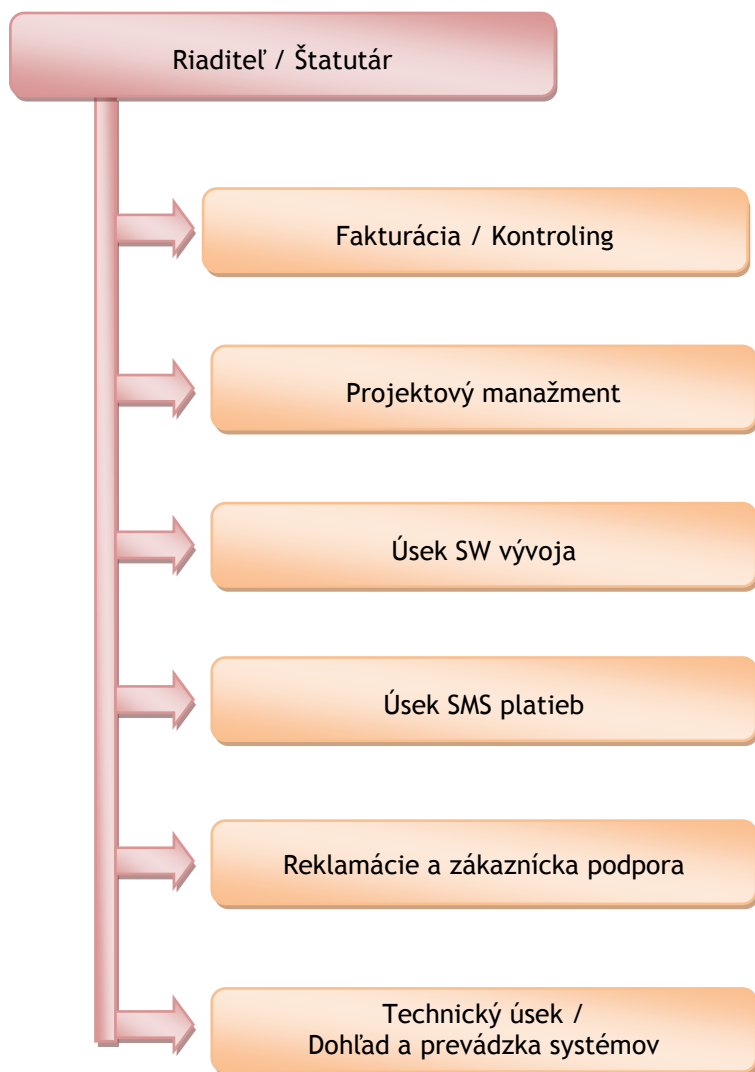 Riaditeľ / Štatutár
Fakturácia / Kontroling
Projektový manažment
Úsek SW vývoja
Úsek SMS platieb
Reklamácie a zákaznícka podpora
Technický úsek /
Dohľad a prevádzka systémov